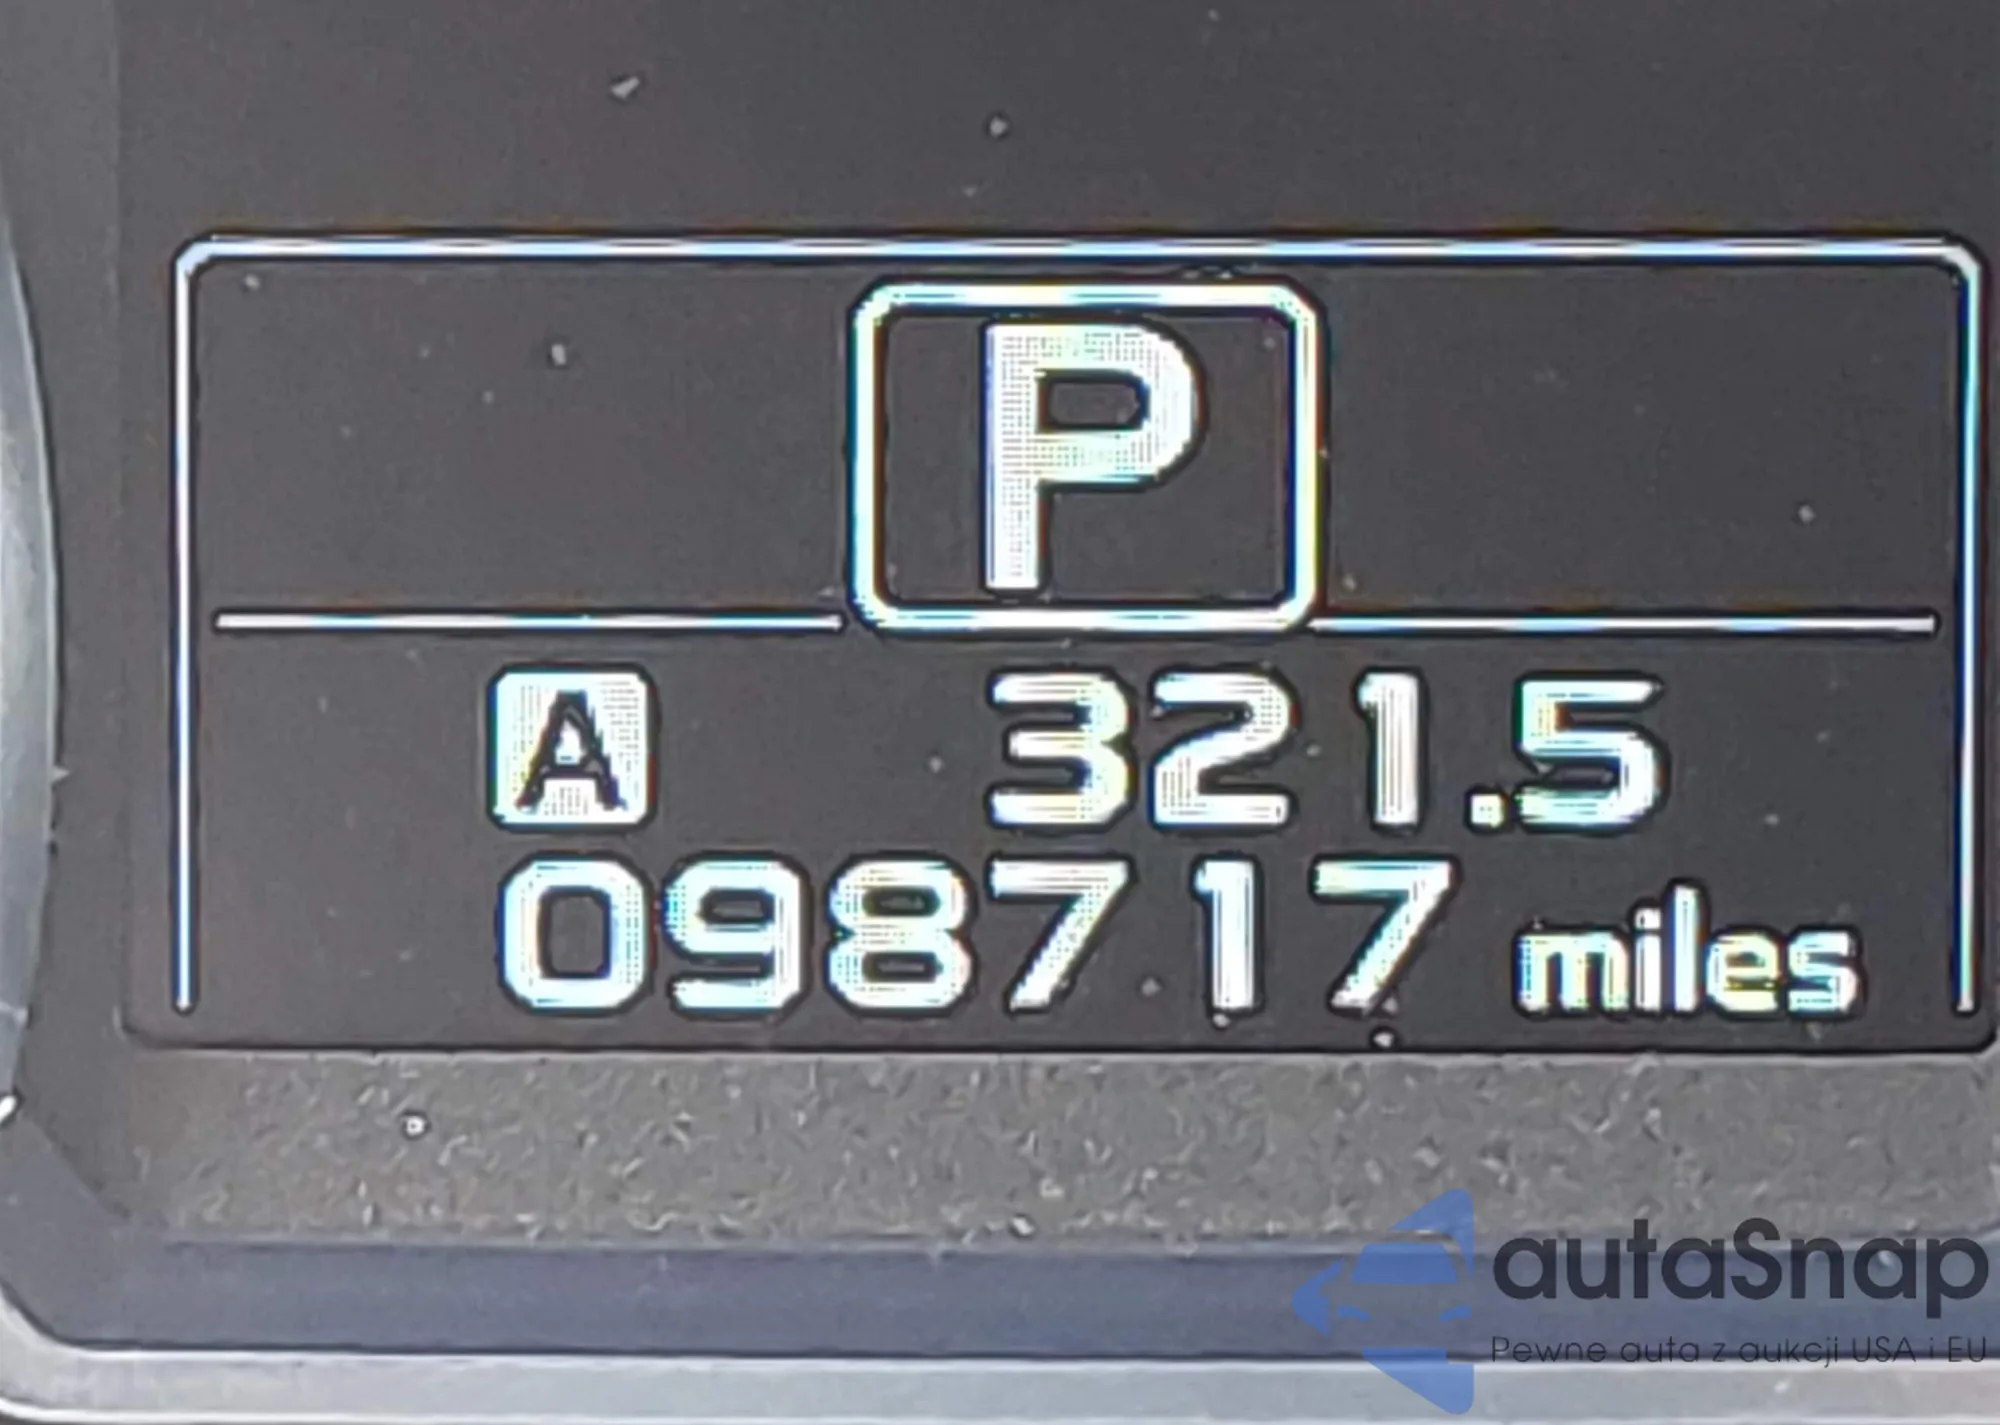 P
A 321.5
098717 miles
autaSnap
Pewne auta z aukcji USA i EU